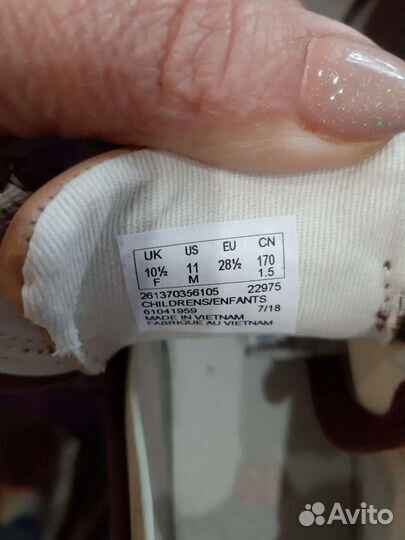 UK US EU CN
10½ 11 28½ 170
F M 1.5
261370356105 22975
CHILDRENS/ENFANTS
61041959 7/18
MADE IN VIETNAM
FABRIQUE AU VIETNAM
Avito